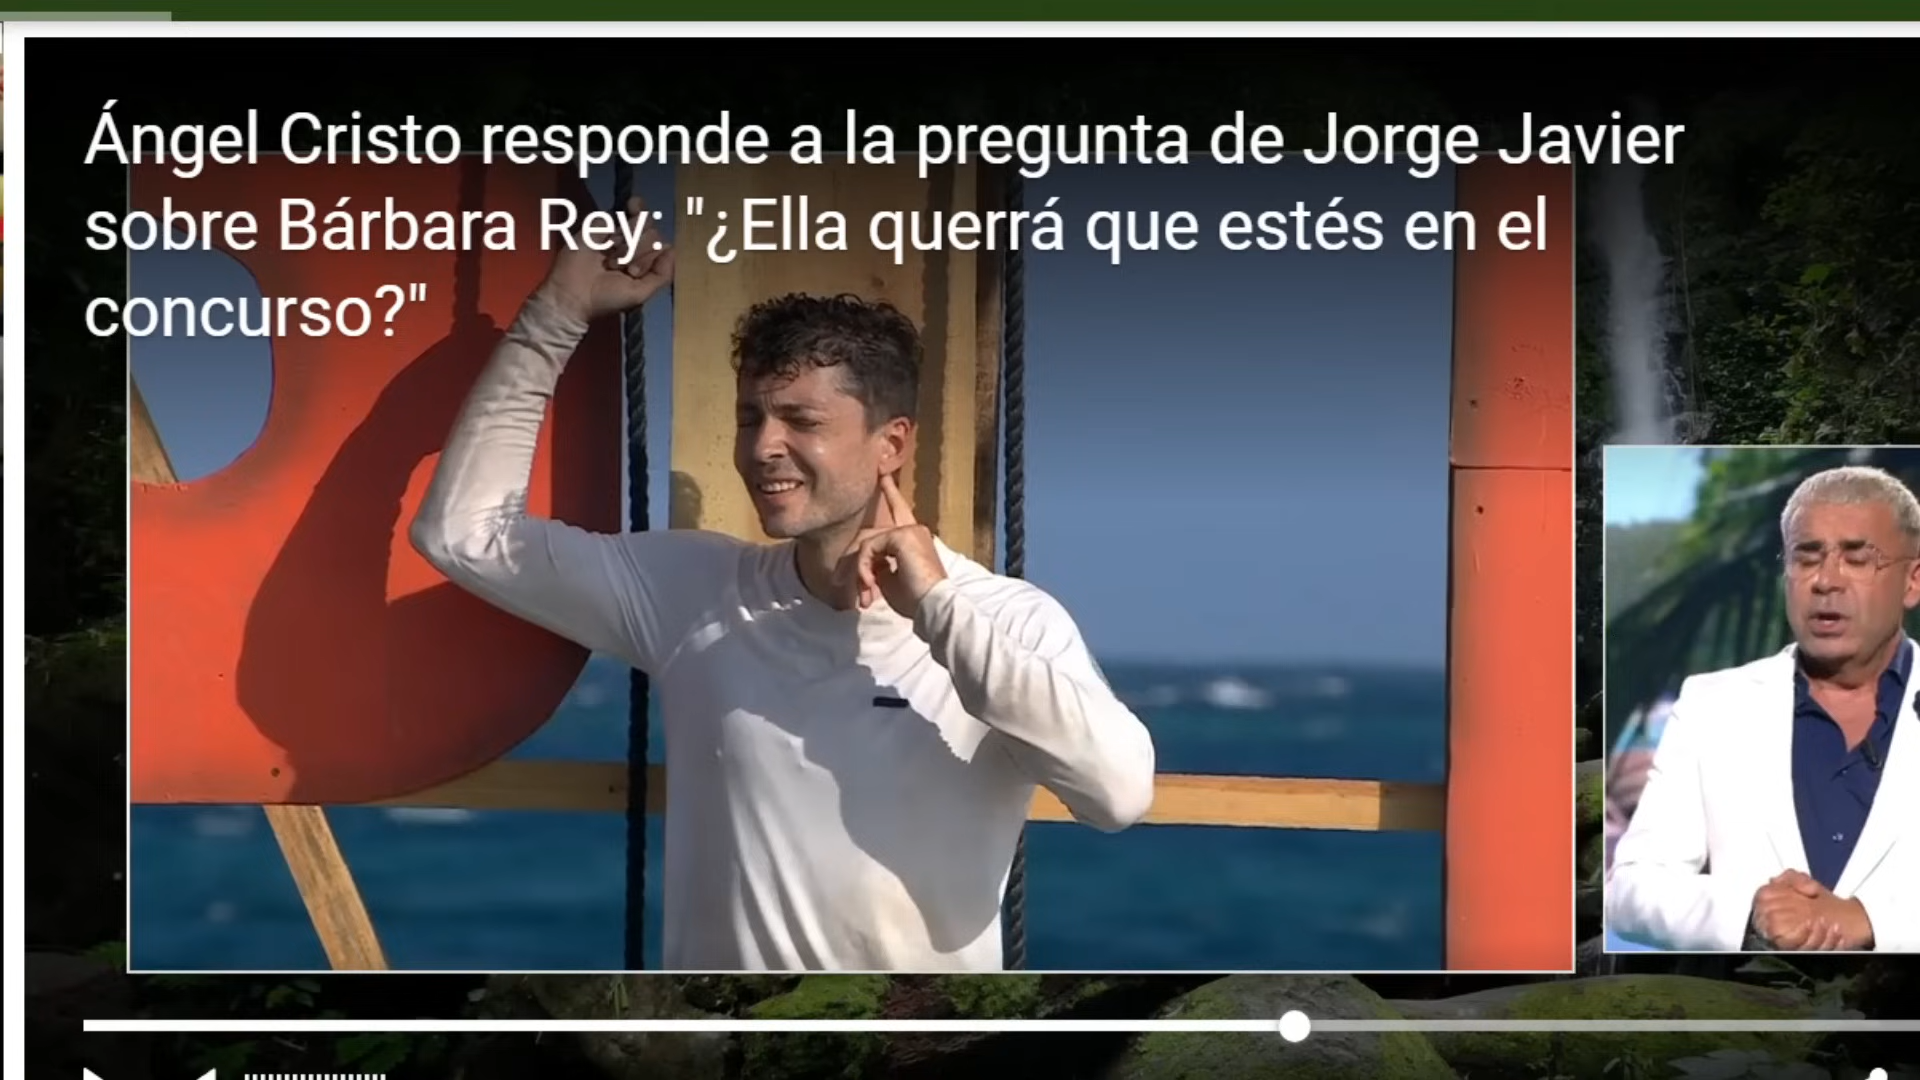 Ángel Cristo responde a la pregunta de Jorge Javier
sobre Bárbara Rey: "¿Ella querrá que estés en el
concurso?"